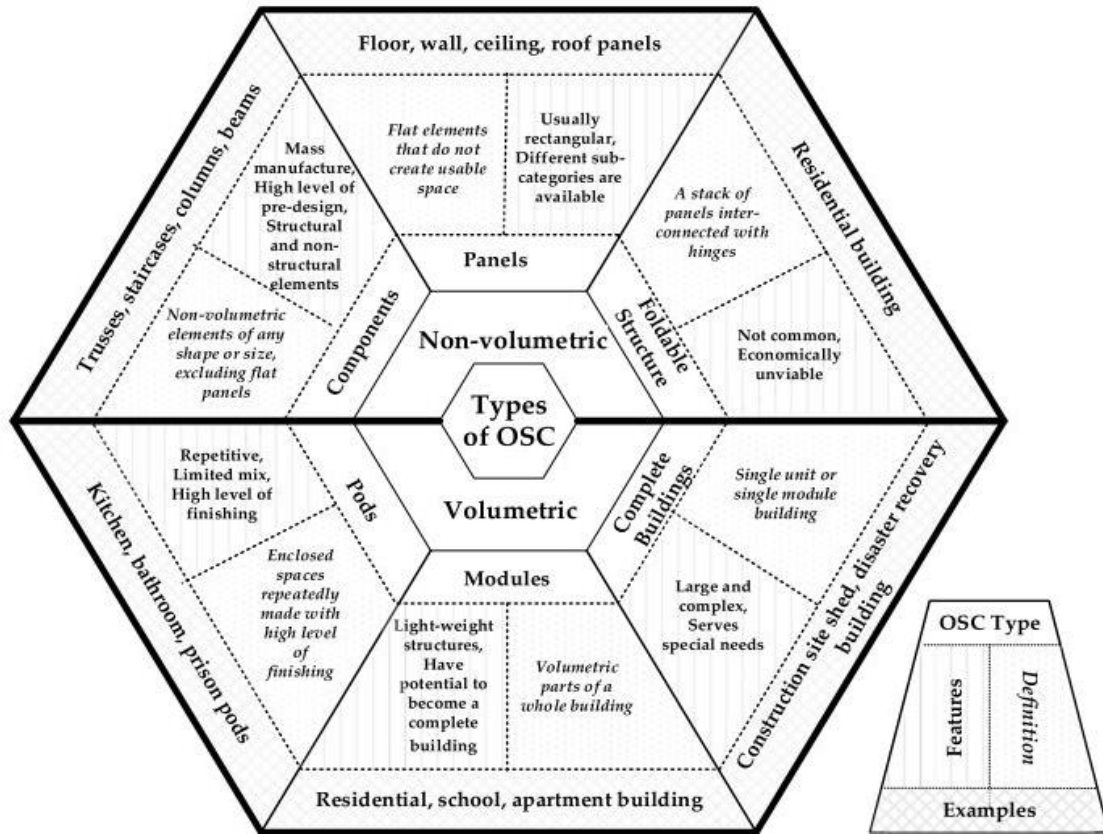 Floor, wall, ceiling, roof panels
Flat elements
that do not
create usable
space
Usually
rectangular,
Different sub-
categories are
available
Panels
Trusses, staircases, columns, beams
Mass
manufacture,
High level of
pre-design,
Structural
and non-
structural
elements
Non-volumetric
elements of any
shape or size,
excluding flat
panels
Components
Residential building
A stack of
panels inter-
connected with
hinges
Not common,
Economically
unviable
Foldable
Structure
Non-volumetric
Types
of OSC
Volumetric
Kitchen, bathroom, prison pods
Repetitive,
Limited mix,
High level of
finishing
Enclosed
spaces
repeatedly
made with
high level
of
finishing
Pods
Modules
Light-weight
structures,
Have
potential to
become a
complete
building
Volumetric
parts of a
whole building
Residential, school, apartment building
Complete
Buildings
Single unit or
single module
building
Large and
complex,
Serves
special needs
Construction site shed, disaster recovery
building
OSC Type
Features
Definition
Examples